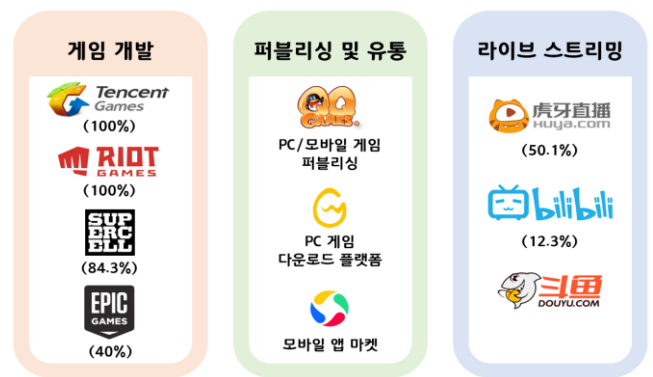 게임 개발
Tencent
Games
(100%)
RIOT
GAMES
(100%)
SUP
ERC
ELL
(84.3%)
EPIC
GAMES
(40%)
퍼블리싱 및 유통
QQ
GAMES
PC/모바일 게임
퍼블리싱
PC 게임
다운로드 플랫폼
모바일 앱 마켓
라이브 스트리밍
虎牙直播
HUYA.com
(50.1%)
bilibili
(12.3%)
斗鱼
DOUYU.COM